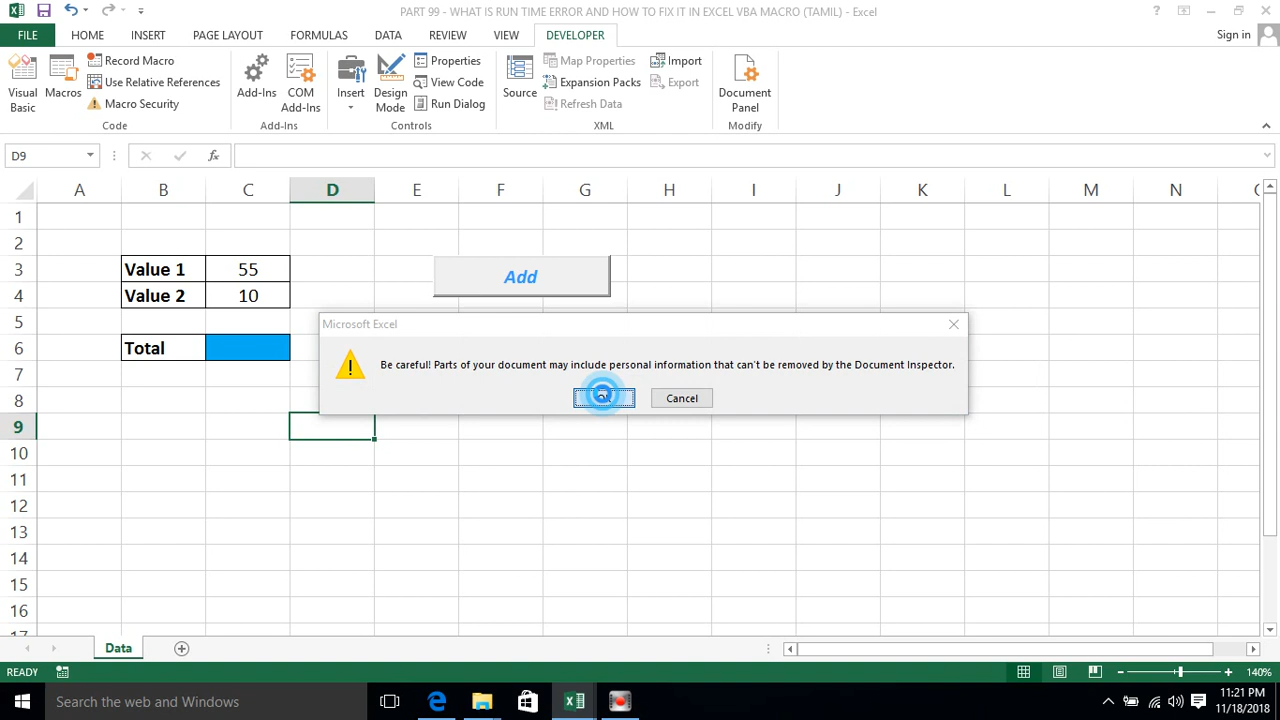 PART 99 - WHAT IS RUN TIME ERROR AND HOW TO FIX IT IN EXCEL VBA MACRO (TAMIL) - Excel
FILE HOME INSERT PAGE LAYOUT FORMULAS DATA REVIEW VIEW DEVELOPER Sign in
Visual Basic
Macros
Record Macro
Use Relative References
Macro Security
Code
Add-Ins
COM Add-Ins
Add-Ins
Insert
Design Mode
Properties
View Code
Run Dialog
Controls
Source
Map Properties
Expansion Packs
Refresh Data
Import
Export
XML
Document Panel
Modify
D9
A B C D E F G H I J K L M N
1
2
3 Value 1 55 Add
4 Value 2 10
5
6 Total
7
8
9
10
11
12
13
14
15
16
Microsoft Excel
Be careful! Parts of your document may include personal information that can't be removed by the Document Inspector.
Cancel
Data
READY 140%
Search the web and Windows
11:21 PM
11/18/2018